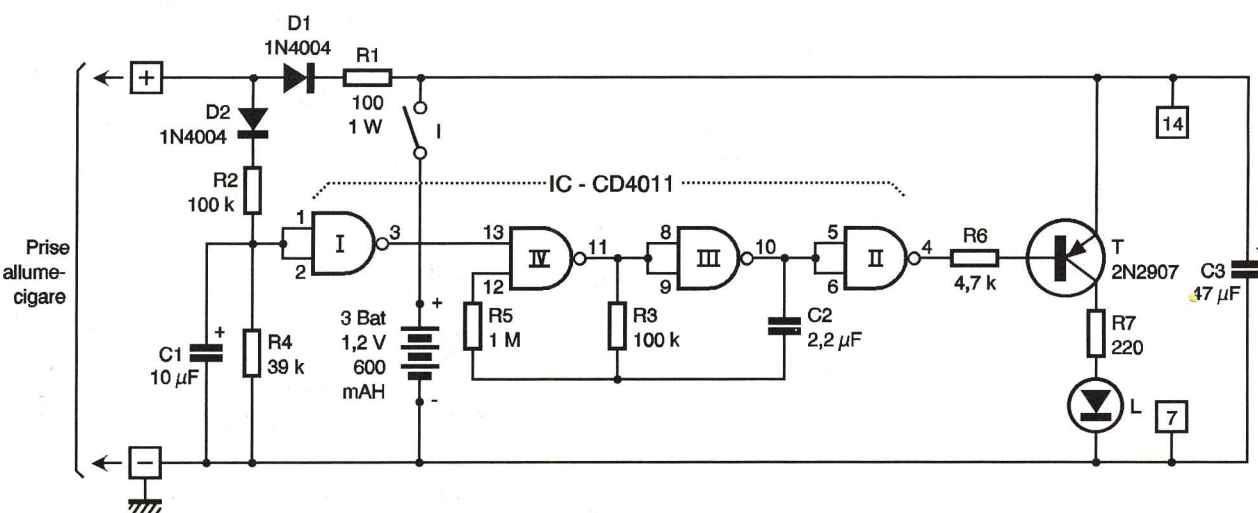 D1
1N4004
R1
100
1 W
+
D2
1N4004
I
14
R2
100 k
IC - CD4011
1
2
I
3
13
12
IV
11
8
9
III
10
5
6
II
4
R6
4,7 k
T
2N2907
Prise
allume-
cigare
C3
47 µF
+
C1
10 µF
+
R4
39 k
3 Bat
1,2 V
600
mAH
+
-
R5
1 M
R3
100 k
C2
2,2 µF
R7
220
L
7
−